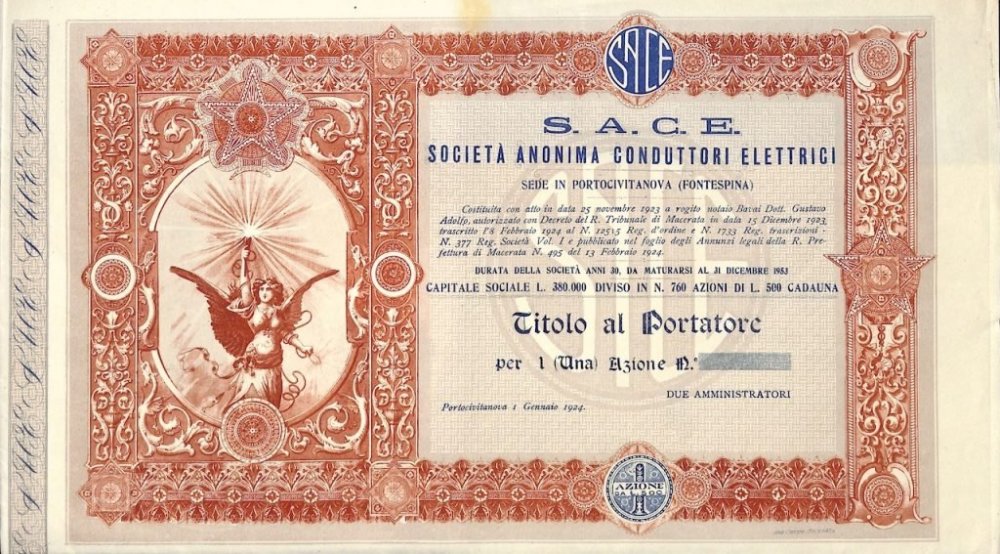 SACE
S. A. C. E.
SOCIETÀ ANONIMA CONDUTTORI ELETTRICI
SEDE IN PORTOCIVITANOVA (FONTESPINA)
Costituita con atto in data 25 novembre 1923 a rogito notaio Bavai Dott. Gustavo
Adolfo, autorizzato con Decreto del R. Tribunale di Macerata in data 15 Dicembre 1923
trascritto l'8 Febbraio 1924 al N. 12515 Reg. d'ordine e N. 1733 Reg. trascrizioni -
N. 377 Reg. Società Vol. I e pubblicato nel foglio degli Annunzi legali della R. Pre-
fettura di Macerata N. 495 del 13 Febbraio 1924.
DURATA DELLA SOCIETÀ ANNI 30, DA MATURARSI AL 31 DICEMBRE 1953
CAPITALE SOCIALE L. 380.000 DIVISO IN N. 760 AZIONI DI L. 500 CADAUNA
Titolo al Portatore
per 1 (Una) Azione N.º
DUE AMMINISTRATORI
Portocivitanova 1 Gennaio 1924.
1
AZIONE
DA L. 500
SACE